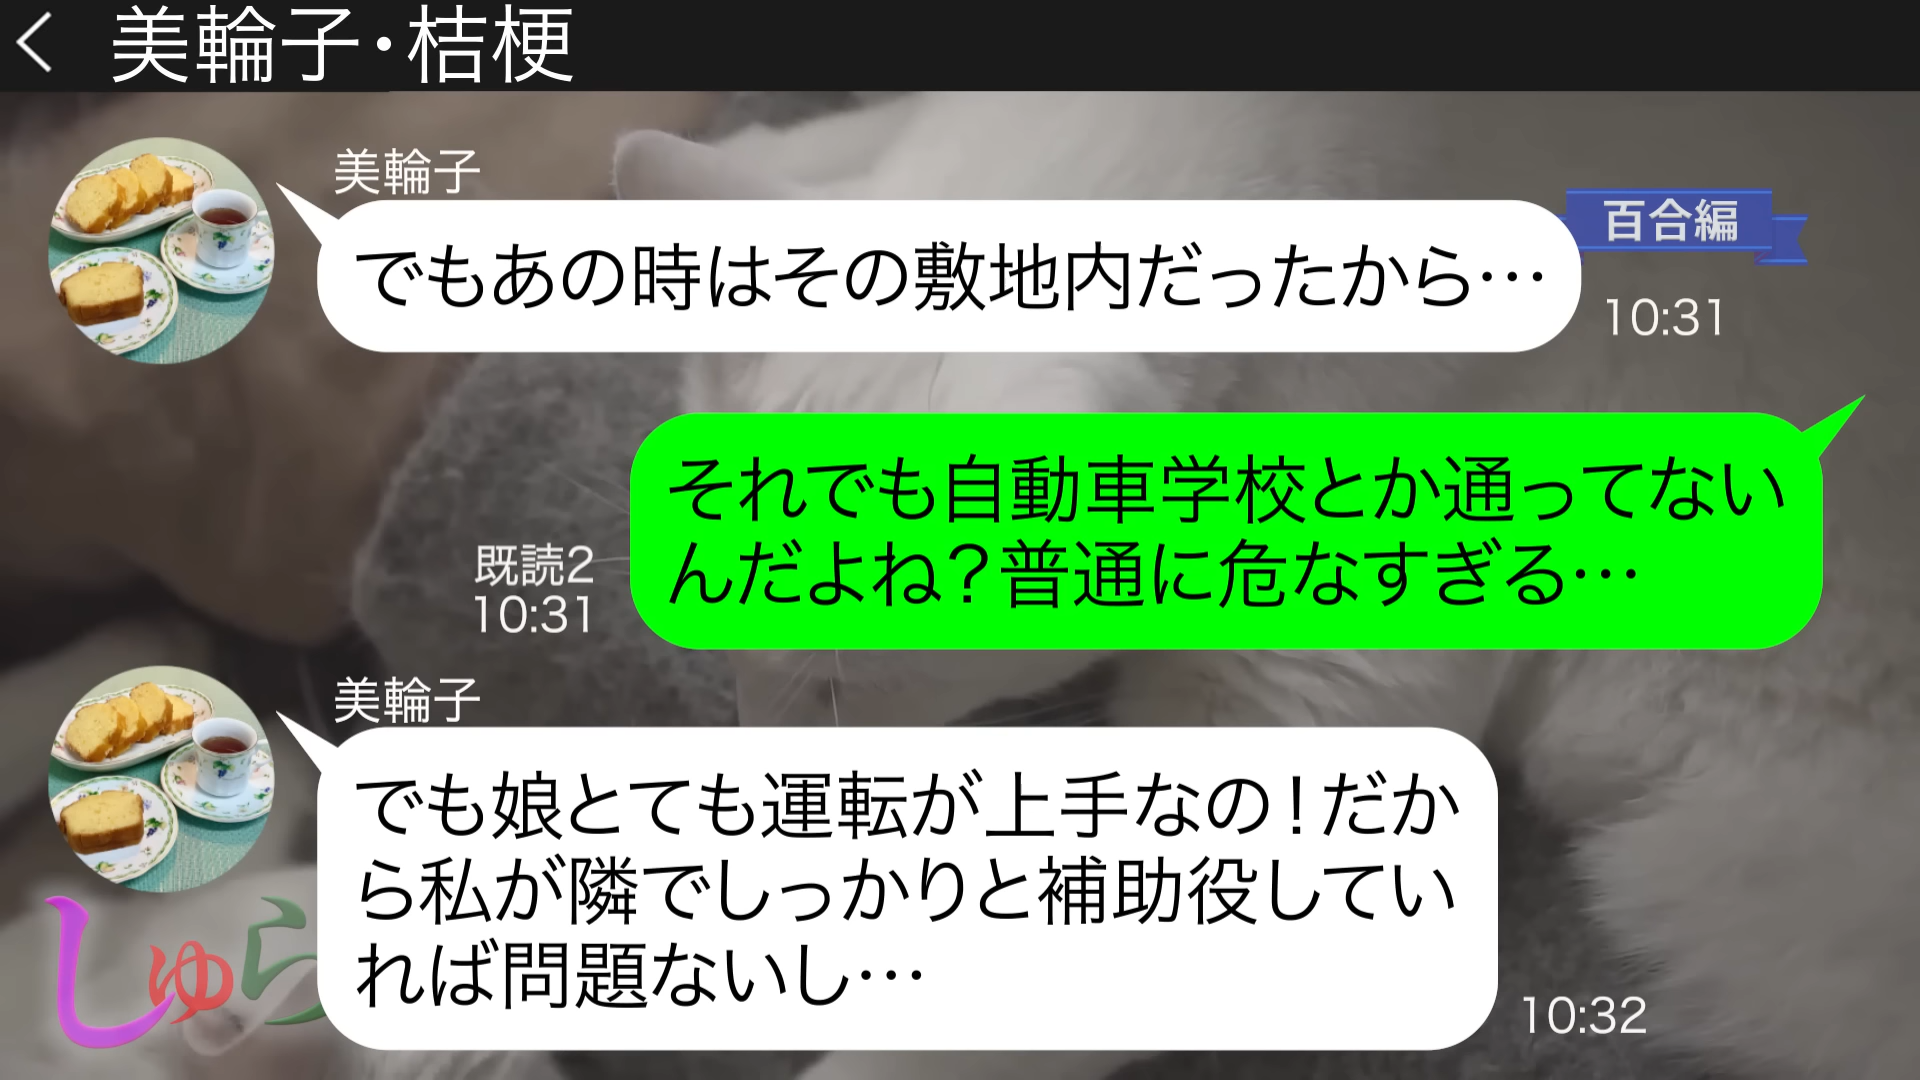 美輪子・桔梗
美輪子
百合編
でもあの時はその敷地内だったから…
10:31
それでも自動車学校とか通ってない
んだよね？普通に危なすぎる…
既読2
10:31
美輪子
でも娘とても運転が上手なの！だか
ら私が隣でしっかりと補助役してい
れば問題ないし…
10:32
しゅら